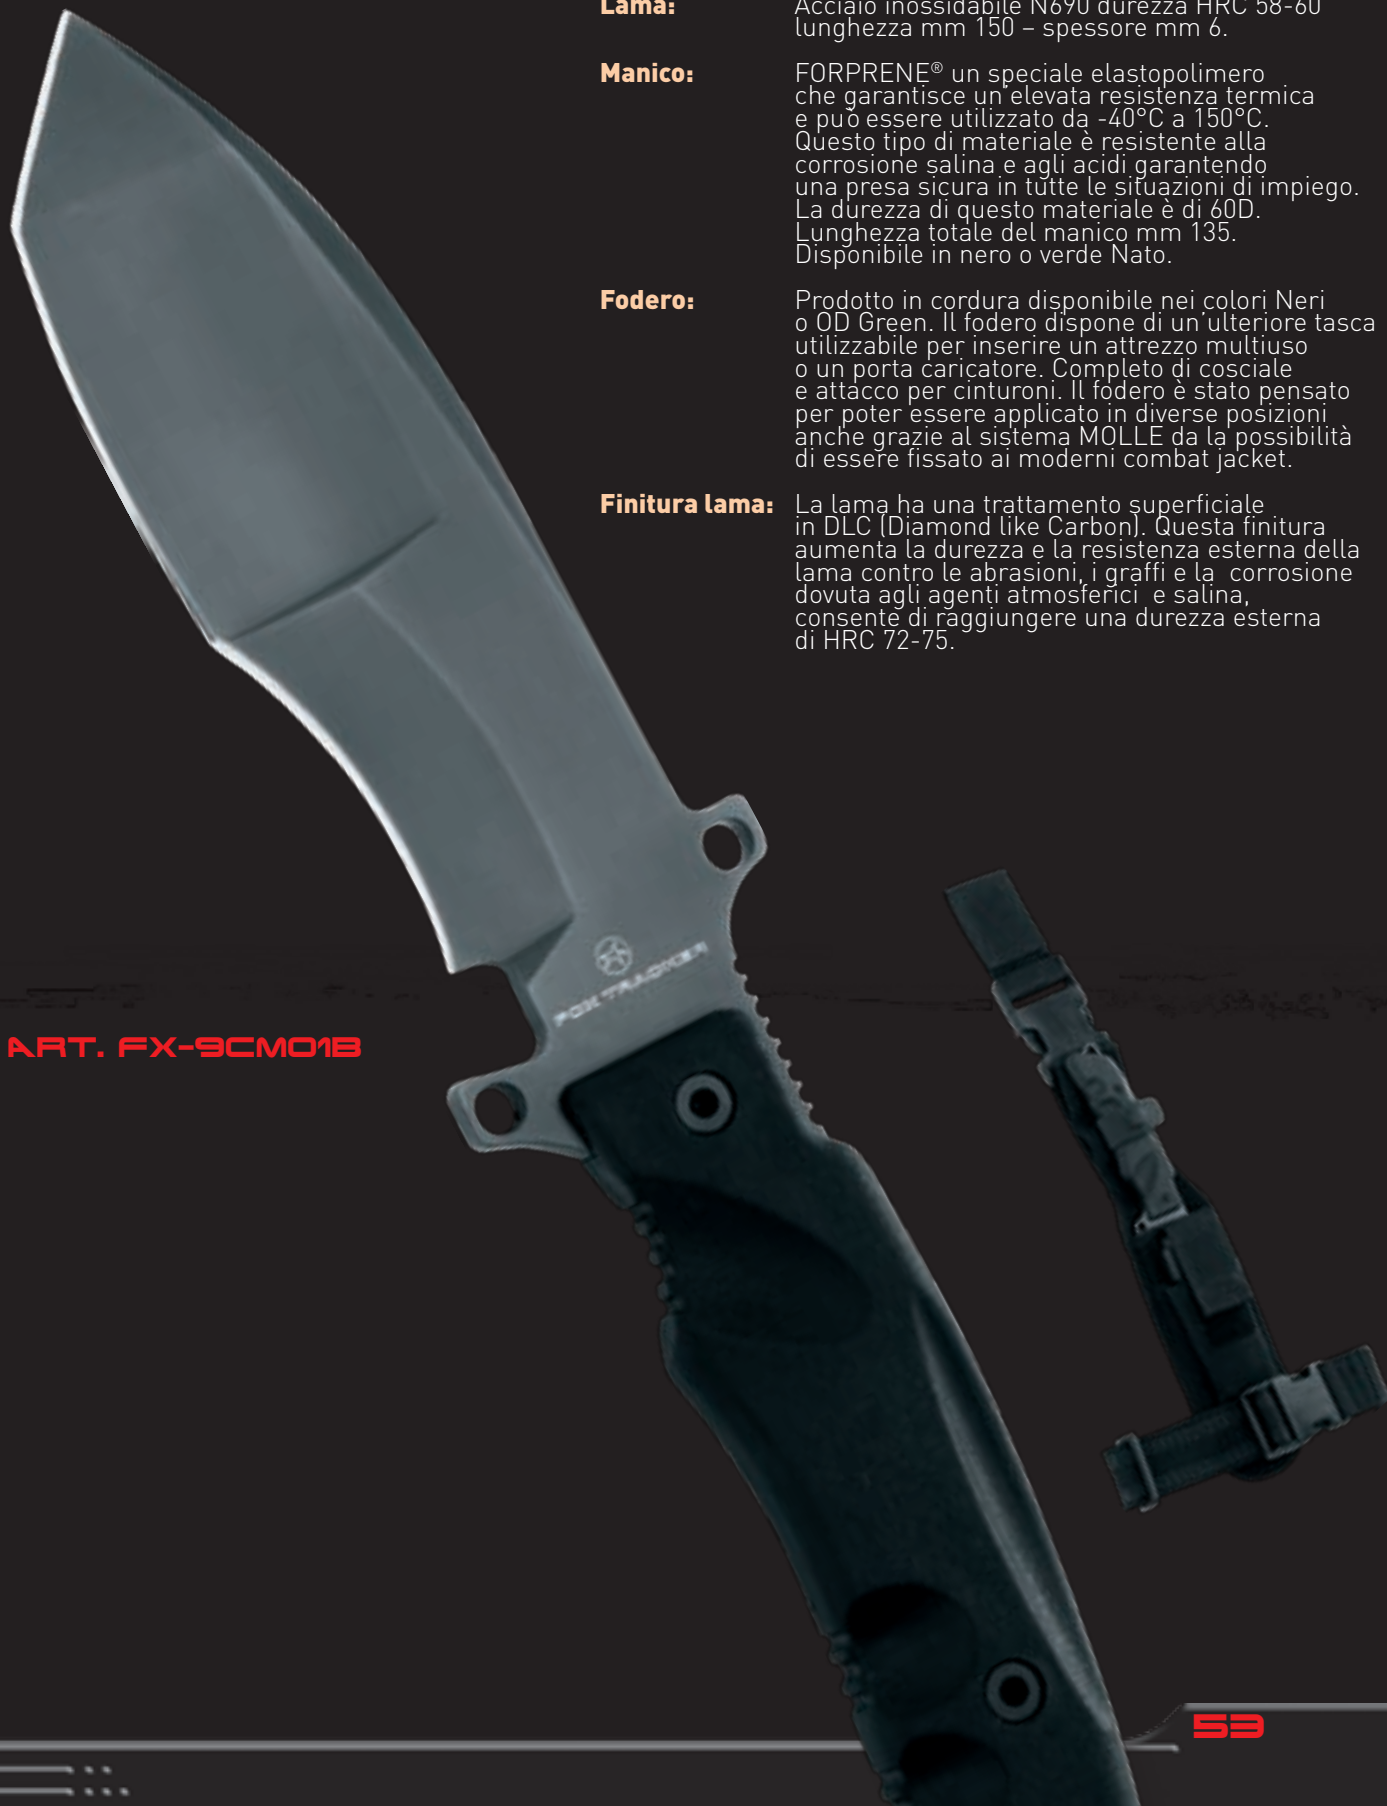 Lama: Acciaio inossidabile N690 durezza HRC 58-60
lunghezza mm 150 – spessore mm 6.
Manico: FORPRENE® un speciale elastopolimero
che garantisce un'elevata resistenza termica
e può essere utilizzato da -40°C a 150°C.
Questo tipo di materiale è resistente alla
corrosione salina e agli acidi garantendo
una presa sicura in tutte le situazioni di impiego.
La durezza di questo materiale è di 60D.
Lunghezza totale del manico mm 135.
Disponibile in nero o verde Nato.
Fodero: Prodotto in cordura disponibile nei colori Neri
o OD Green. Il fodero dispone di un'ulteriore tasca
utilizzabile per inserire un attrezzo multiuso
o un porta caricatore. Completo di cosciale
e attacco per cinturoni. Il fodero è stato pensato
per poter essere applicato in diverse posizioni
anche grazie al sistema MOLLE da la possibilità
di essere fissato ai moderni combat jacket.
Finitura lama: La lama ha una trattamento superficiale
in DLC (Diamond like Carbon). Questa finitura
aumenta la durezza e la resistenza esterna della
lama contro le abrasioni, i graffi e la  corrosione
dovuta agli agenti atmosferici  e salina,
consente di raggiungere una durezza esterna
di HRC 72-75.
FOX TRACKER
ART. FX-9CM01B
53